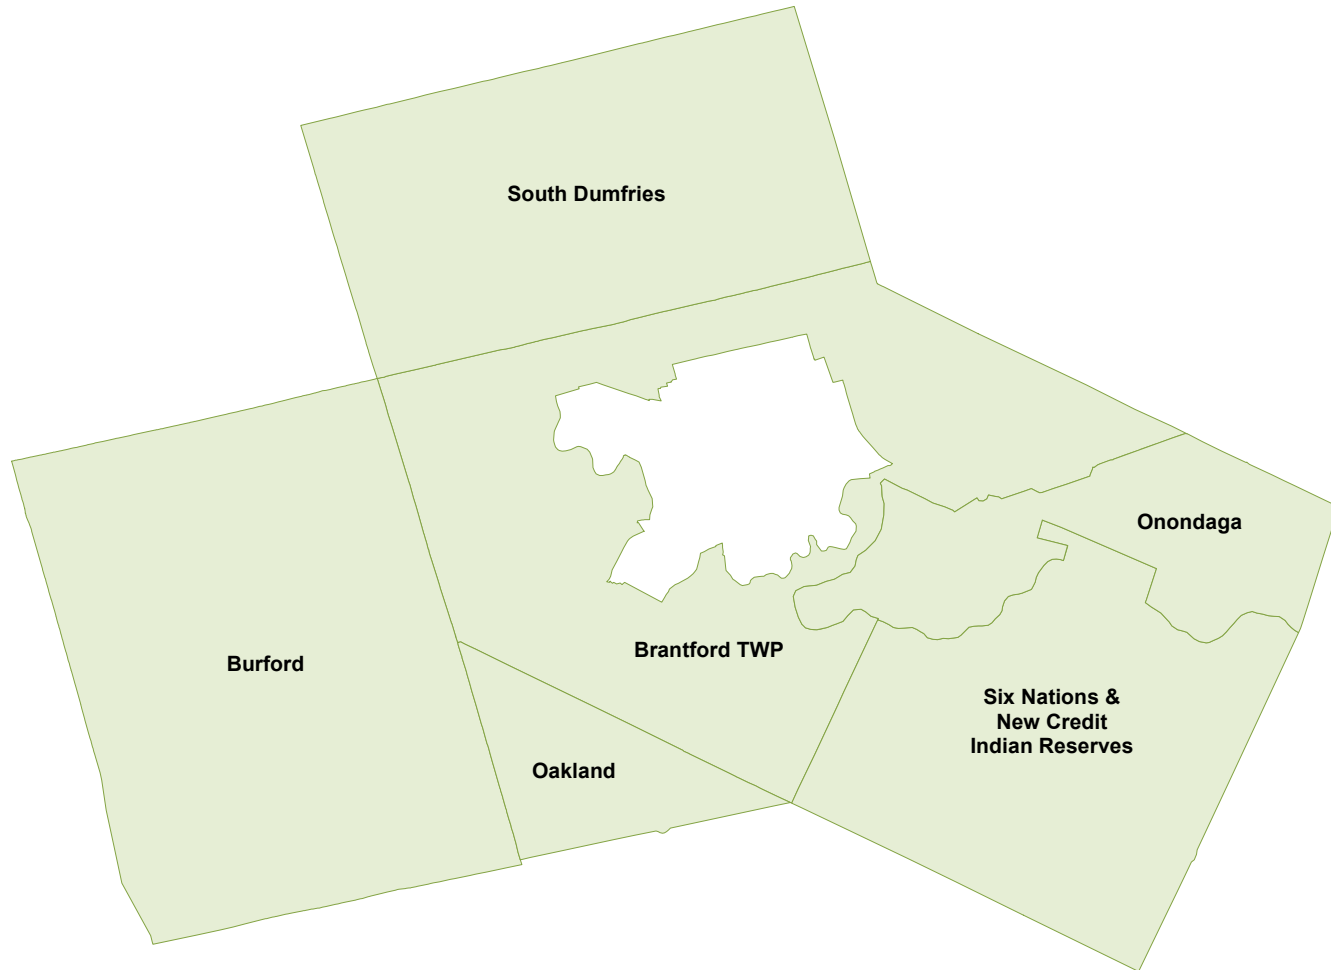 South Dumfries
Onondaga
Brantford TWP
Burford
Six Nations &
New Credit
Indian Reserves
Oakland